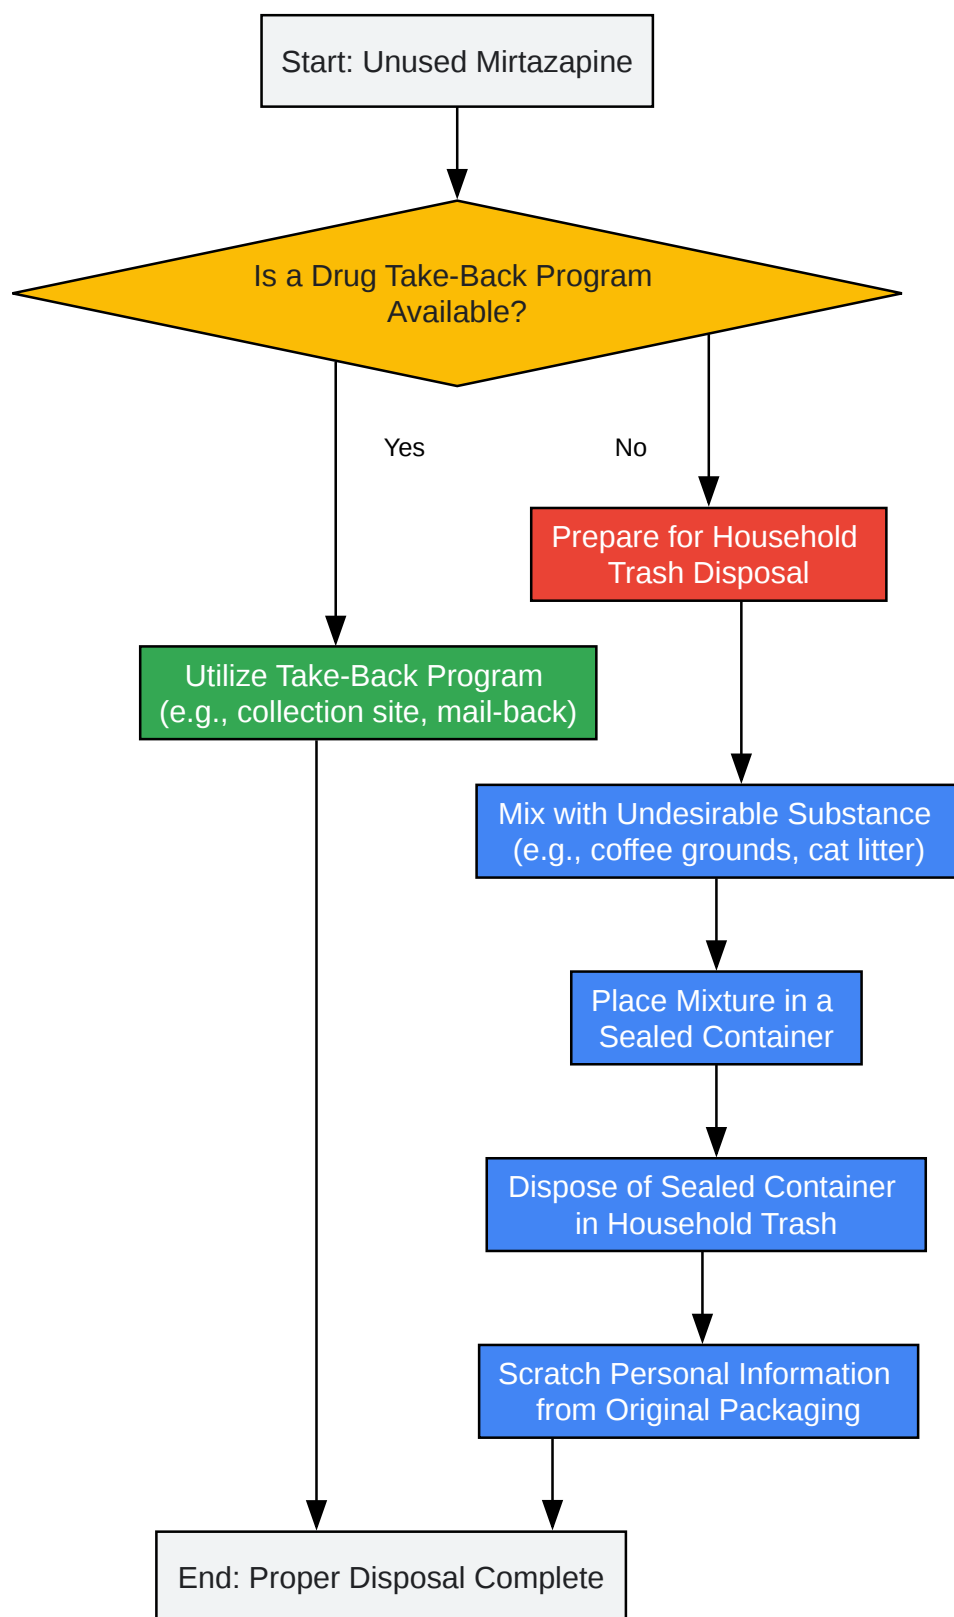 Start: Unused Mirtazapine
Is a Drug Take-Back Program
Available?
Yes
No
Prepare for Household
Trash Disposal
Utilize Take-Back Program
(e.g., collection site, mail-back)
Mix with Undesirable Substance
(e.g., coffee grounds, cat litter)
Place Mixture in a
Sealed Container
Dispose of Sealed Container
in Household Trash
Scratch Personal Information
from Original Packaging
End: Proper Disposal Complete